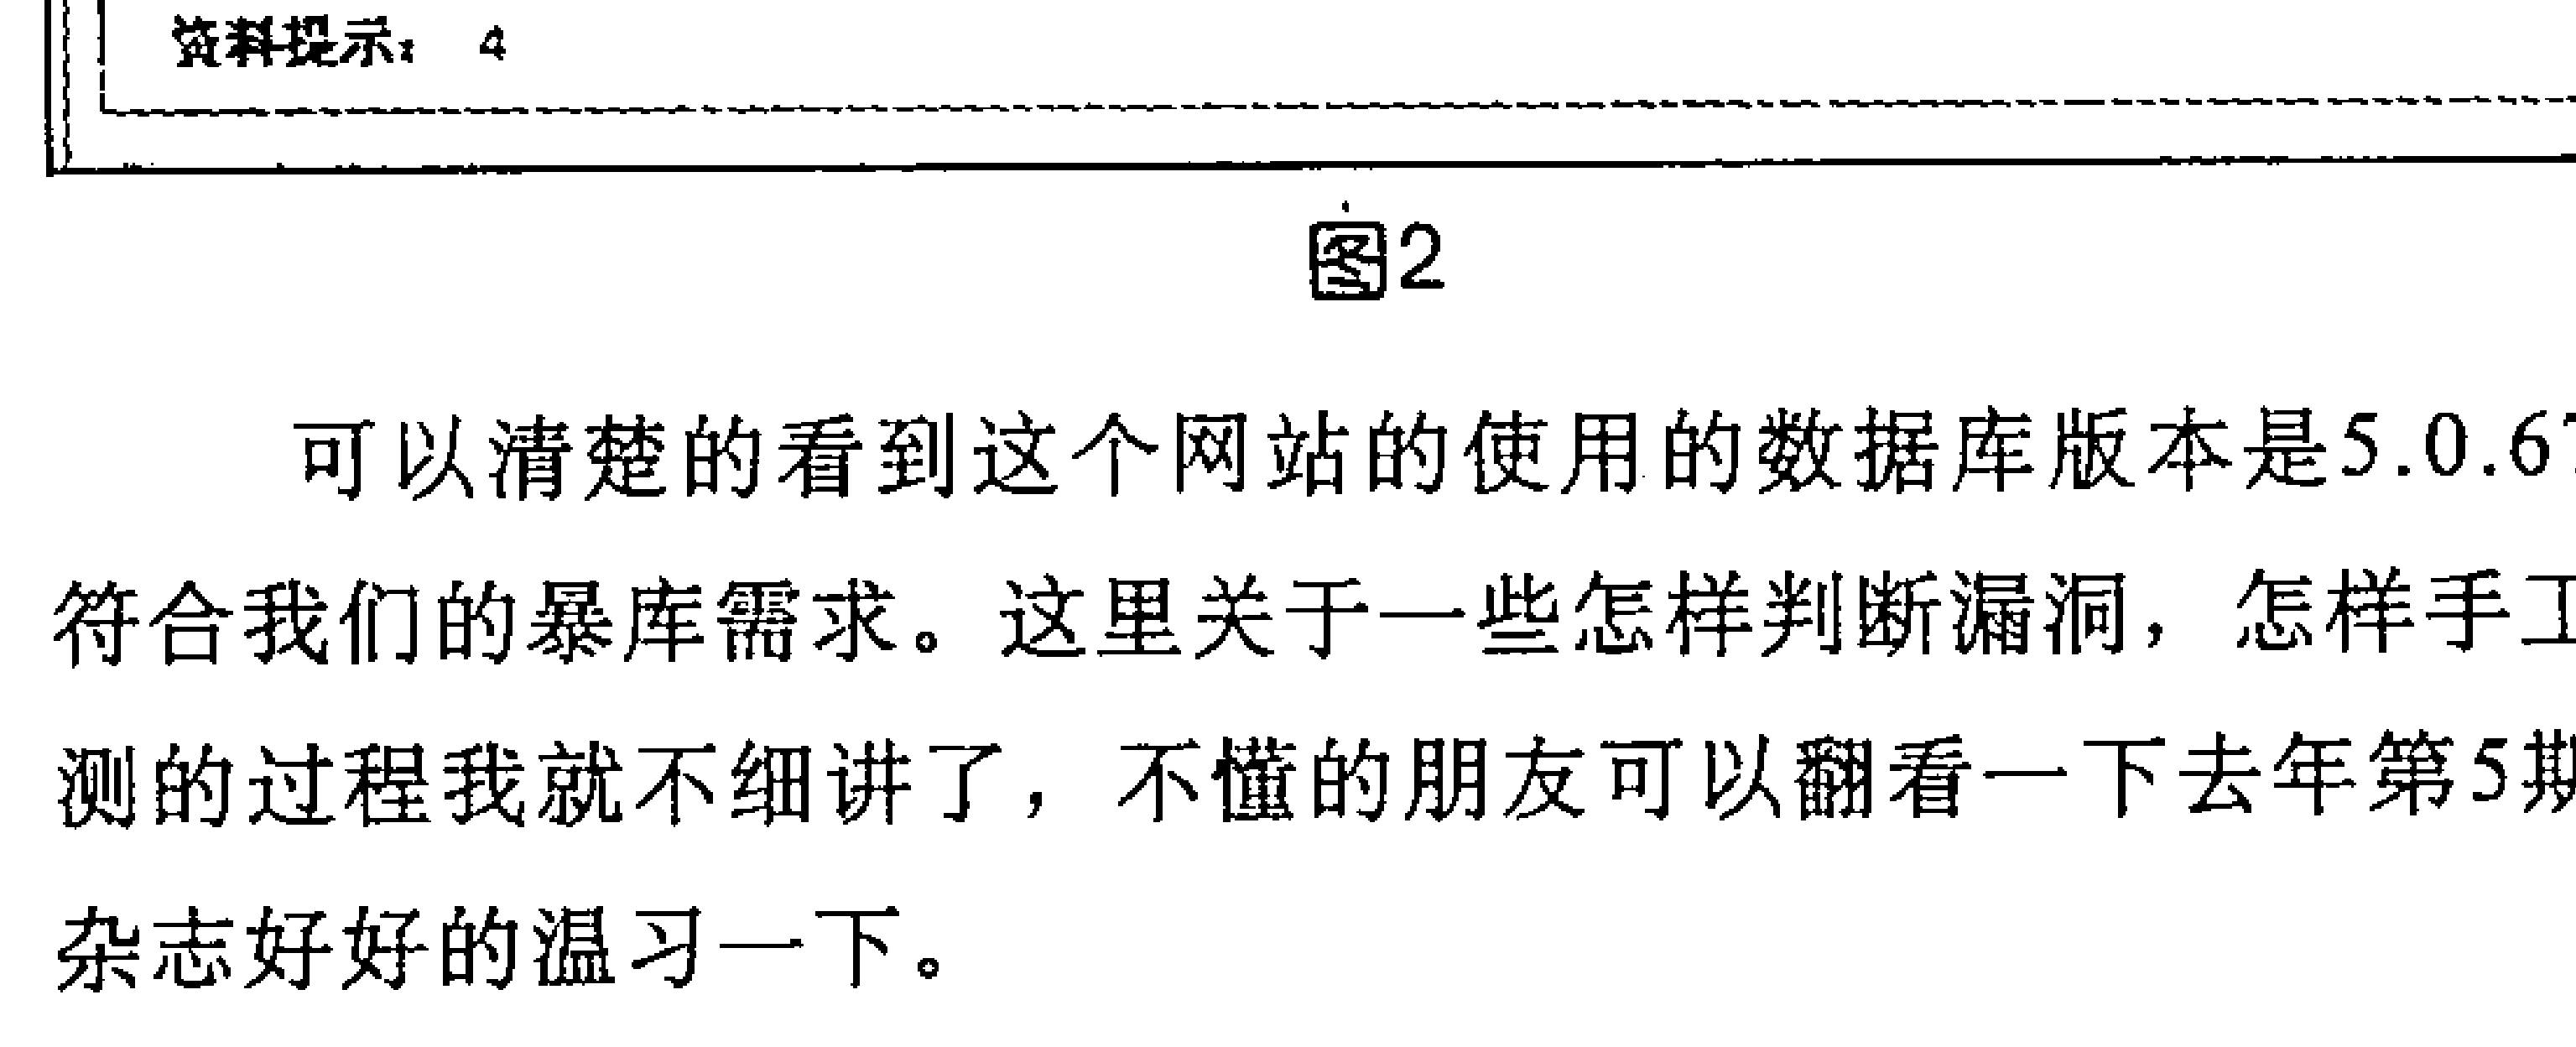 资料提示： 4
图2
可以清楚的看到这个网站的使用的数据库版本是5.0.67
符合我们的暴库需求。这里关于一些怎样判断漏洞，怎样手工
测的过程我就不细讲了，不懂的朋友可以翻看一下去年第5期
杂志好好的温习一下。